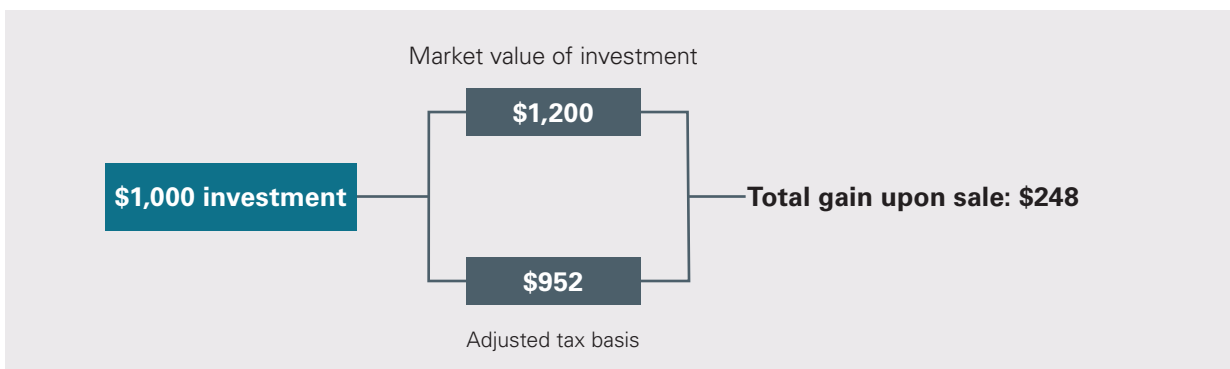 Market value of investment
$1,200
$1,000 investment
Total gain upon sale: $248
$952
Adjusted tax basis